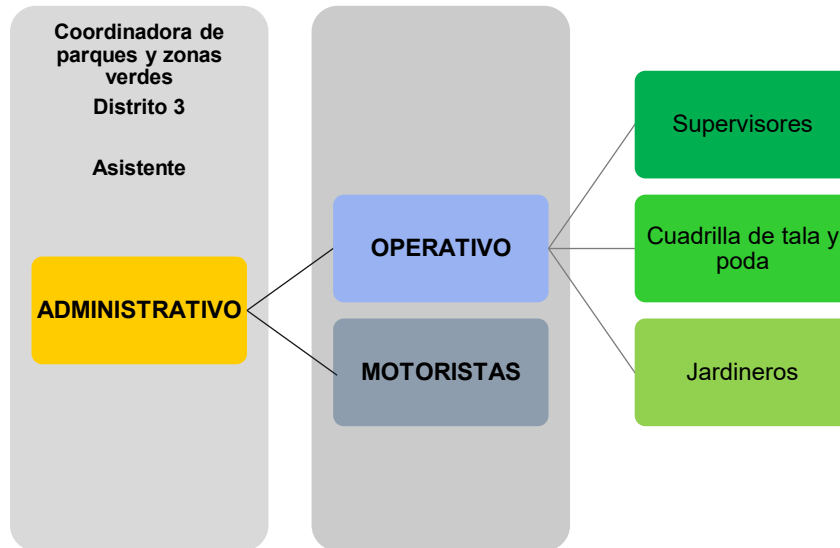 Coordinadora de
parques y zonas
verdes
Distrito 3
Asistente
ADMINISTRATIVO
OPERATIVO
MOTORISTAS
Supervisores
Cuadrilla de tala y
poda
Jardineros